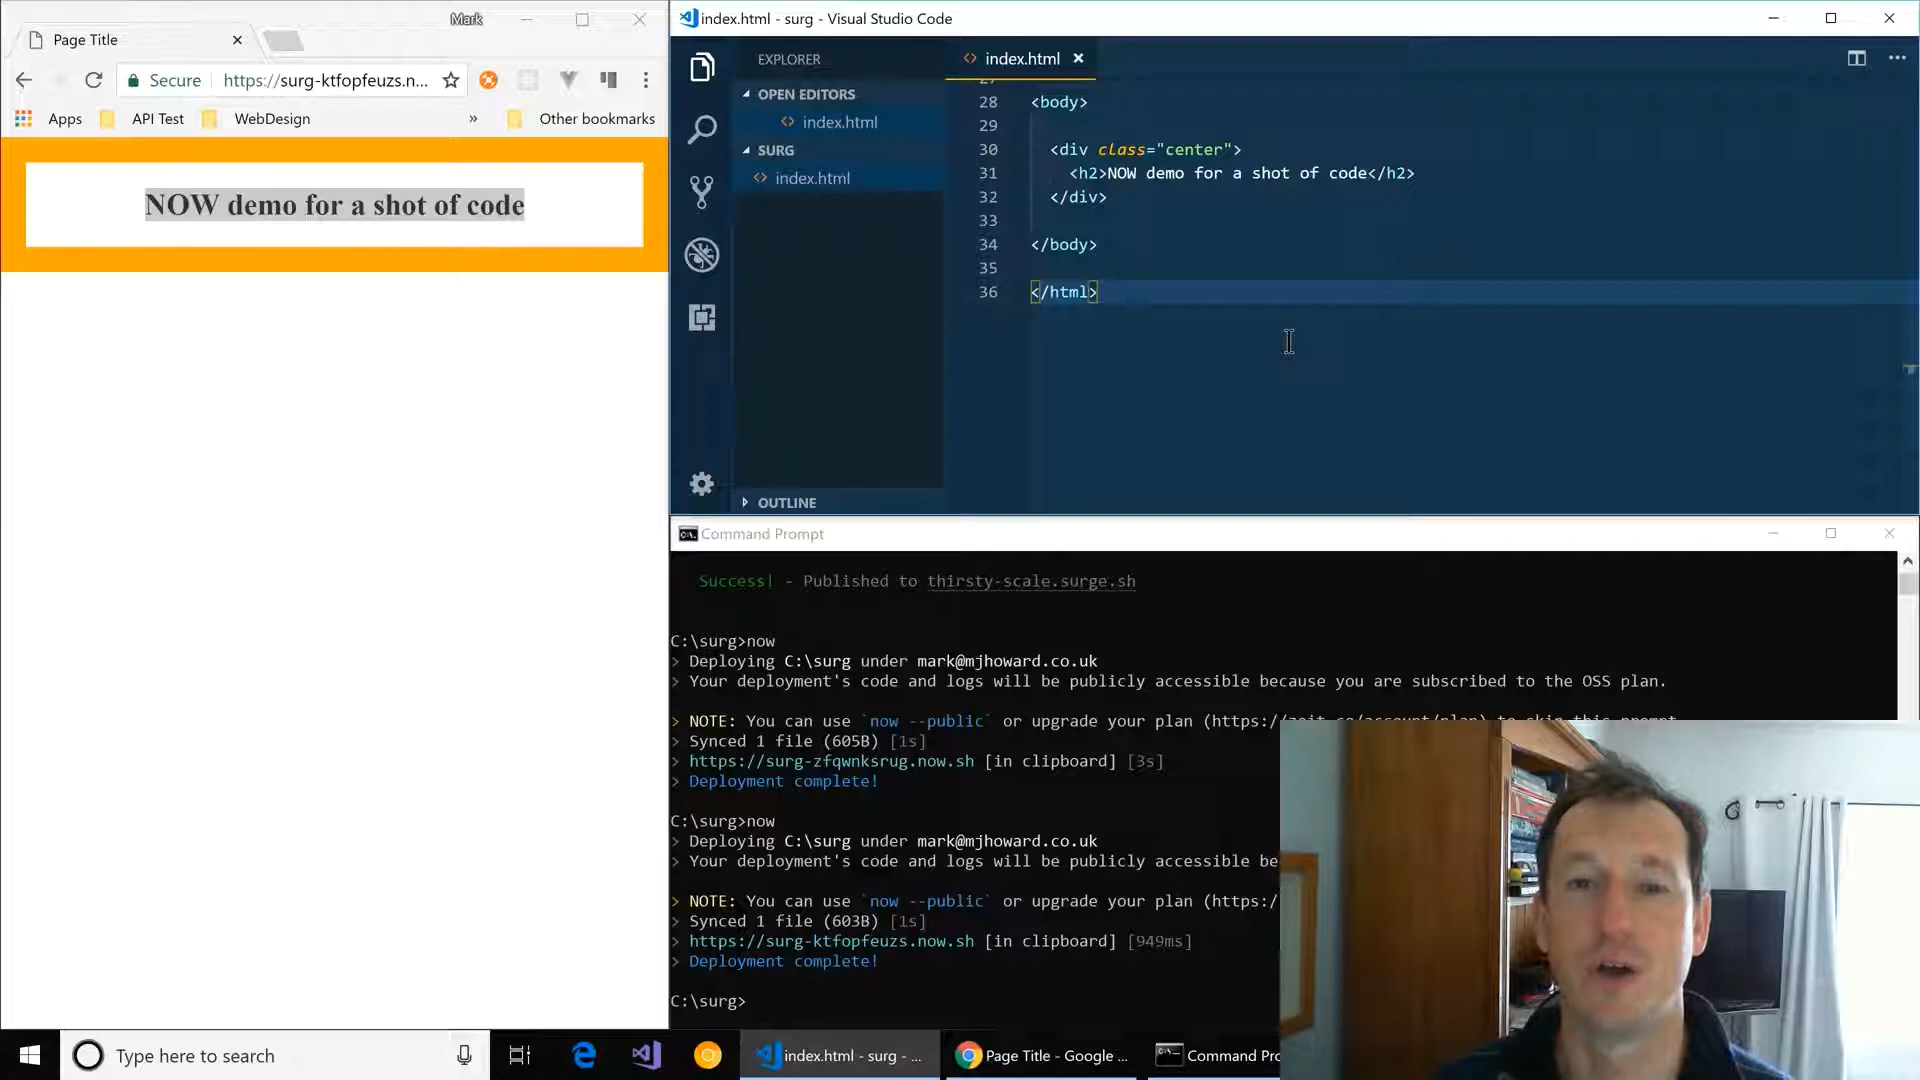 Mark
Page Title
Secure
https://surg-ktfopfeuzs.n...
Apps
API Test
WebDesign
»
Other bookmarks
NOW demo for a shot of code
index.html - surg - Visual Studio Code
EXPLORER
OPEN EDITORS
index.html
SURG
index.html
OUTLINE
index.html
28 <body>
29
30 <div class="center">
31 <h2>NOW demo for a shot of code</h2>
32 </div>
33
34 </body>
35
36 </html>
Command Prompt
Success! - Published to thirsty-scale.surge.sh
C:\surg>now
> Deploying C:\surg under mark@mjhoward.co.uk
> Your deployment's code and logs will be publicly accessible because you are subscribed to the OSS plan.
> NOTE: You can use `now --public` or upgrade your plan (https://zeit.co/account/plan) to skip this prompt
> Synced 1 file (605B) [1s]
> https://surg-zfqwnksrug.now.sh [in clipboard] [3s]
> Deployment complete!
C:\surg>now
> Deploying C:\surg under mark@mjhoward.co.uk
> Your deployment's code and logs will be publicly accessible be
> NOTE: You can use `now --public` or upgrade your plan (https:/
> Synced 1 file (603B) [1s]
> https://surg-ktfopfeuzs.now.sh [in clipboard] [949ms]
> Deployment complete!
C:\surg>
Type here to search
index.html - surg - ...
Page Title - Google ...
Command Pro